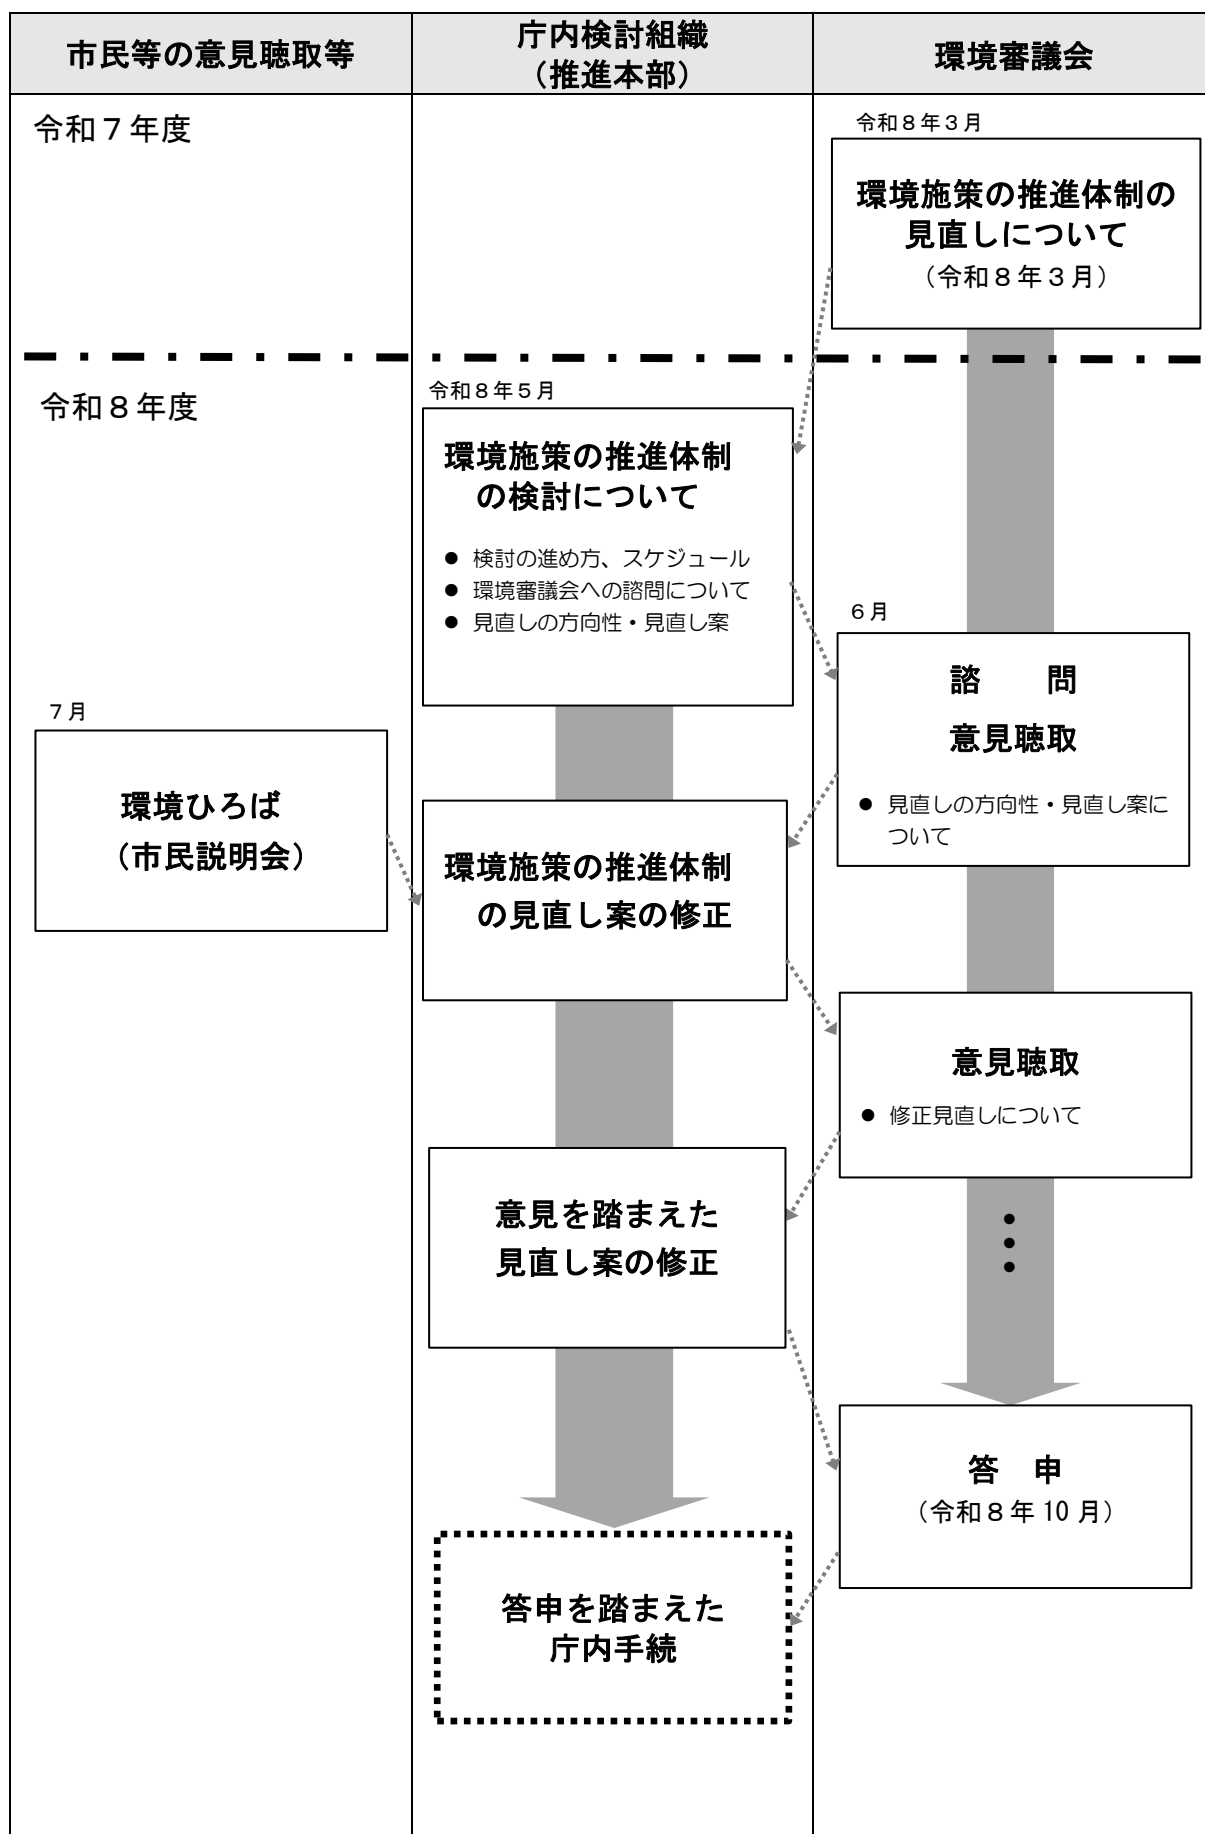 市民等の意見聴取等
庁内検討組織
（推進本部）
環境審議会
令和７年度
令和８年３月
環境施策の推進体制の
見直しについて
（令和８年３月）
令和８年度
令和８年５月
環境施策の推進体制
の検討について
● 検討の進め方、スケジュール
● 環境審議会への諮問について
● 見直しの方向性・見直し案
６月
諮　問
意見聴取
● 見直しの方向性・見直し案に
ついて
７月
環境ひろば
（市民説明会）
環境施策の推進体制
の見直し案の修正
意見聴取
● 修正見直しについて
意見を踏まえた
見直し案の修正
答　申
（令和８年10月）
答申を踏まえた
庁内手続